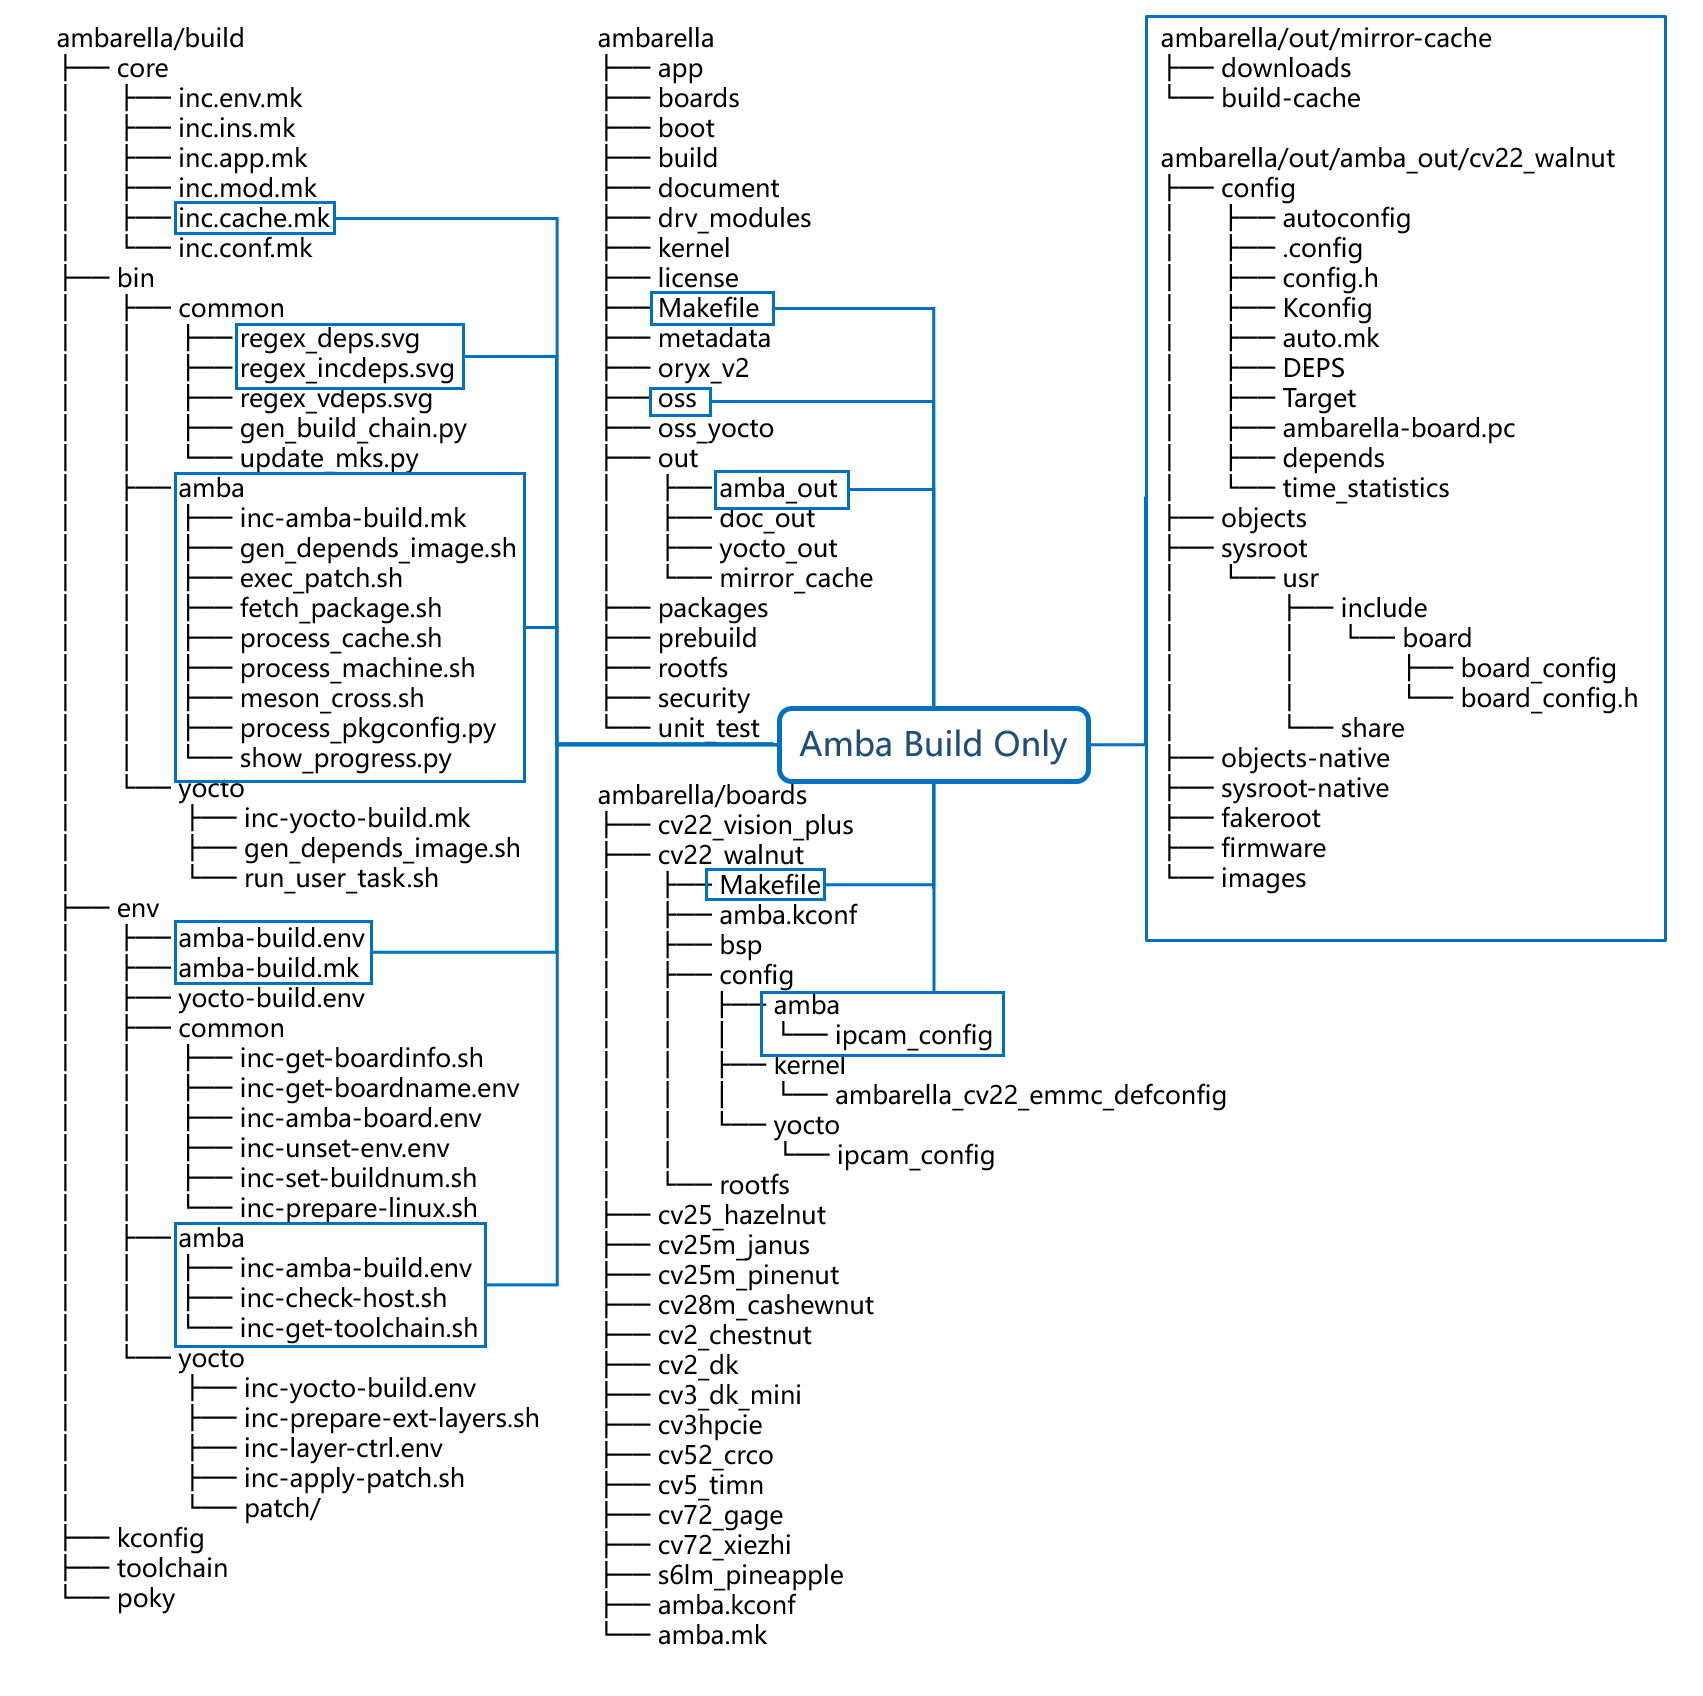 ambarella/build
core
inc.env.mk
inc.ins.mk
inc.app.mk
inc.mod.mk
inc.cache.mk
inc.conf.mk
bin
common
regex_deps.svg
regex_incdeps.svg
regex_vdeps.svg
gen_build_chain.py
update_mks.py
amba
inc-amba-build.mk
gen_depends_image.sh
exec_patch.sh
fetch_package.sh
process_cache.sh
process_machine.sh
meson_cross.sh
process_pkgconfig.py
show_progress.py
yocto
inc-yocto-build.mk
gen_depends_image.sh
run_user_task.sh
env
amba-build.env
amba-build.mk
yocto-build.env
common
inc-get-boardinfo.sh
inc-get-boardname.env
inc-amba-board.env
inc-unset-env.env
inc-set-buildnum.sh
inc-prepare-linux.sh
amba
inc-amba-build.env
inc-check-host.sh
inc-get-toolchain.sh
yocto
inc-yocto-build.env
inc-prepare-ext-layers.sh
inc-layer-ctrl.env
inc-apply-patch.sh
patch/
kconfig
toolchain
poky
ambarella
app
boards
boot
build
document
drv_modules
kernel
license
Makefile
metadata
oryx_v2
oss
oss_yocto
out
amba_out
doc_out
yocto_out
mirror_cache
packages
prebuild
rootfs
security
unit_test
Amba Build Only
ambarella/boards
cv22_vision_plus
cv22_walnut
Makefile
amba.kconf
bsp
config
amba
ipcam_config
kernel
ambarella_cv22_emmc_defconfig
yocto
ipcam_config
rootfs
cv25_hazelnut
cv25m_janus
cv25m_pinenut
cv28m_cashewnut
cv2_chestnut
cv2_dk
cv3_dk_mini
cv3hpcie
cv52_crco
cv5_timn
cv72_gage
cv72_xiezhi
s6lm_pineapple
amba.kconf
amba.mk
ambarella/out/mirror-cache
downloads
build-cache
ambarella/out/amba_out/cv22_walnut
config
autoconfig
.config
config.h
Kconfig
auto.mk
DEPS
Target
ambarella-board.pc
depends
time_statistics
objects
sysroot
usr
include
board
board_config
board_config.h
share
objects-native
sysroot-native
fakeroot
firmware
images